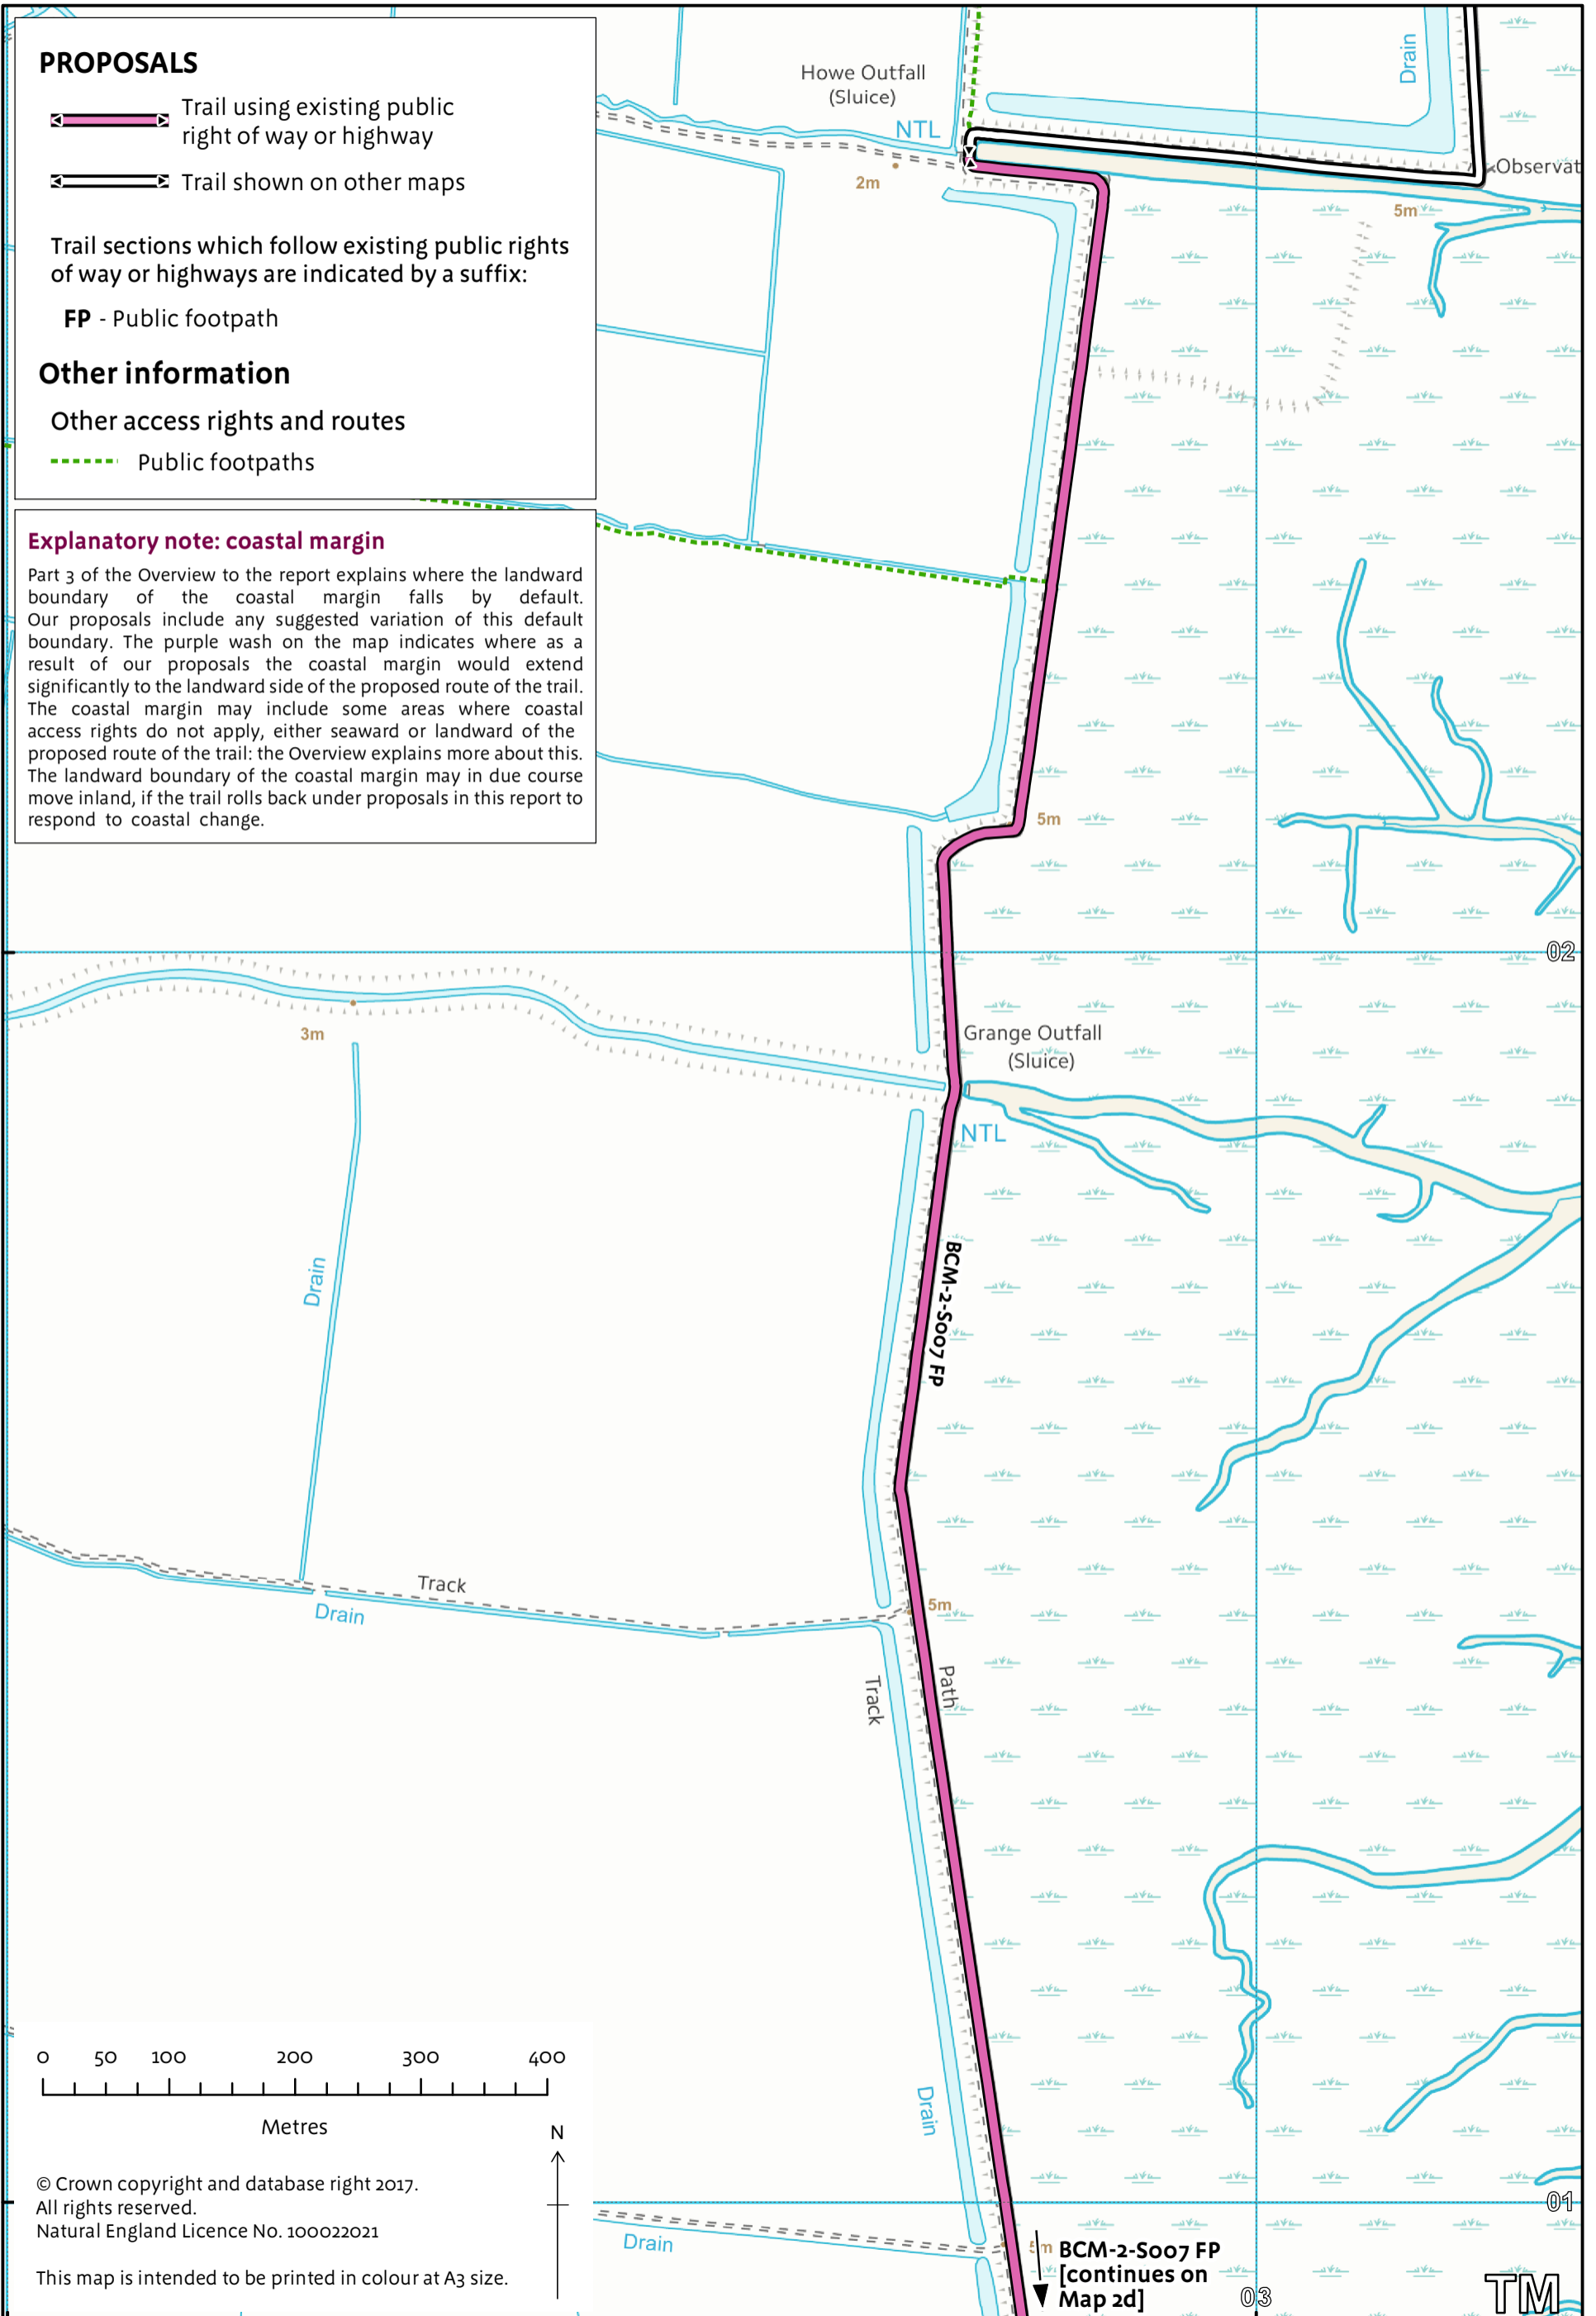 PROPOSALS
Trail using existing public
right of way or highway
Trail shown on other maps
Trail sections which follow existing public rights
of way or highways are indicated by a suffix:
FP - Public footpath
Other information
Other access rights and routes
Public footpaths
Explanatory note: coastal margin
Part 3 of the Overview to the report explains where the landward
boundary of the coastal margin falls by default.
Our proposals include any suggested variation of this default
boundary. The purple wash on the map indicates where as a
result of our proposals the coastal margin would extend
significantly to the landward side of the proposed route of the trail.
The coastal margin may include some areas where coastal
access rights do not apply, either seaward or landward of the
proposed route of the trail: the Overview explains more about this.
The landward boundary of the coastal margin may in due course
move inland, if the trail rolls back under proposals in this report to
respond to coastal change.
Howe Outfall
(Sluice)
NTL
2m
Drain
Observat
5m
5m
02
3m
Grange Outfall
(Sluice)
NTL
Drain
BCM-2-S007 FP
Track
Drain
5m
Track
Path
Drain
0 50 100 200 300 400
Metres
N
© Crown copyright and database right 2017.
All rights reserved.
Natural England Licence No. 100022021
This map is intended to be printed in colour at A3 size.
01
Drain
5m
BCM-2-S007 FP
[continues on
Map 2d]
03
TM